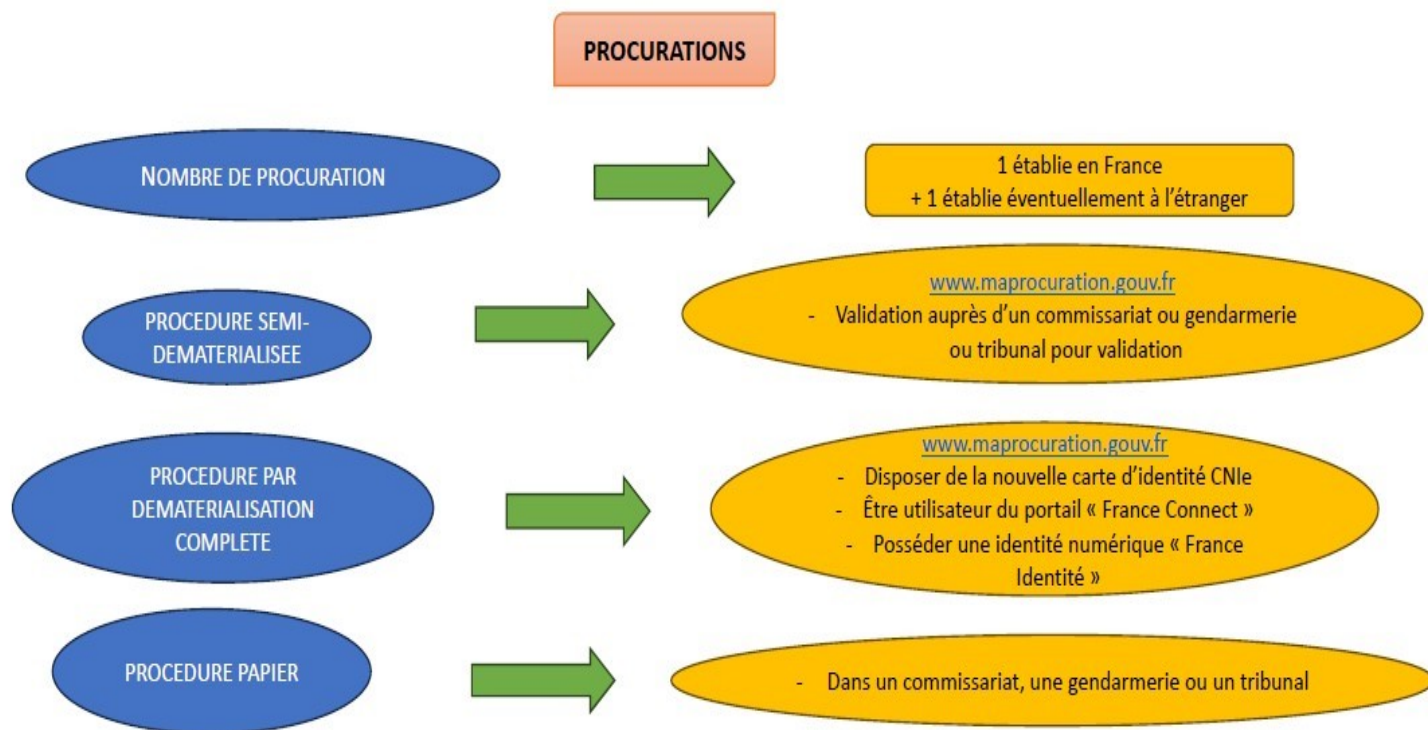 PROCURATIONS
NOMBRE DE PROCURATION
1 établie en France
+ 1 établie éventuellement à l'étranger
PROCEDURE SEMI-
DEMATERIALISEE
www.maprocuration.gouv.fr
- Validation auprès d'un commissariat ou gendarmerie
ou tribunal pour validation
PROCEDURE PAR
DEMATERIALISATION
COMPLETE
www.maprocuration.gouv.fr
- Disposer de la nouvelle carte d'identité CNIe
- Être utilisateur du portail « France Connect »
- Posséder une identité numérique « France
Identité »
PROCEDURE PAPIER
- Dans un commissariat, une gendarmerie ou un tribunal